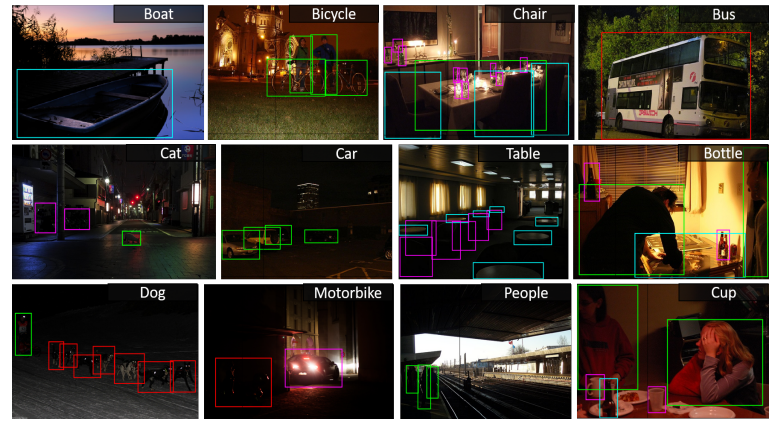 Boat
Bicycle
Chair
Bus
Cat
Car
Table
Bottle
Dog
Motorbike
People
Cup